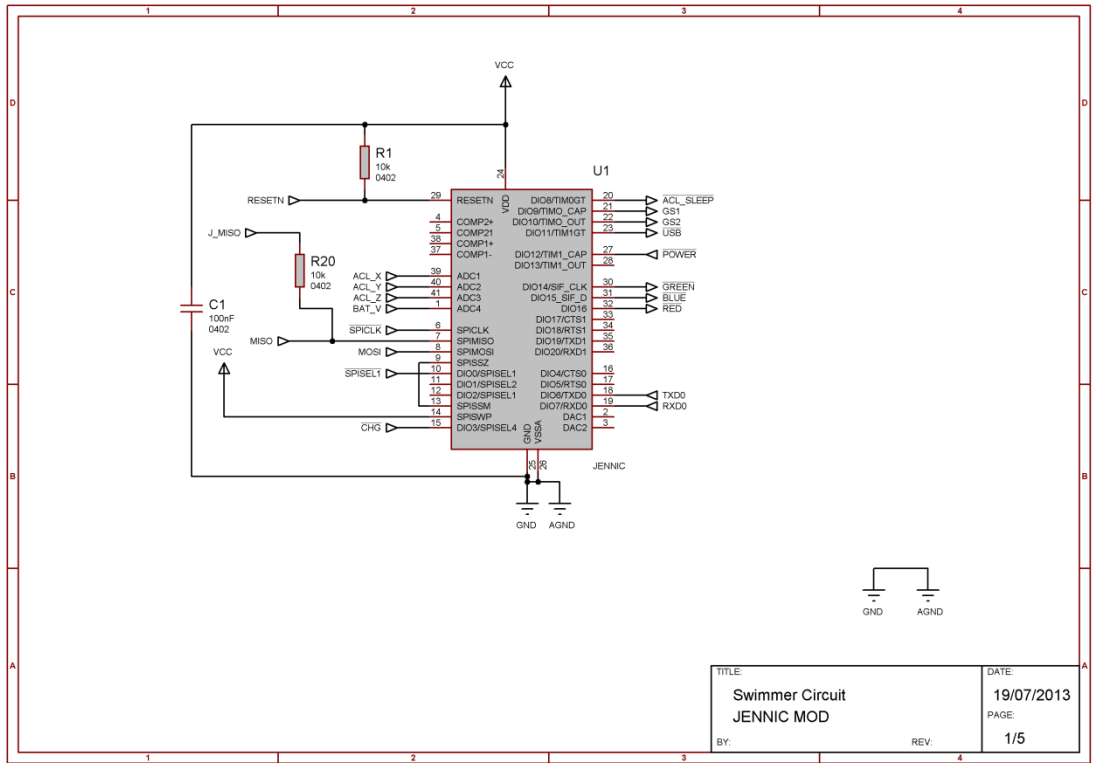 1 2 3 4
D D
VCC
R1
10k
0402
U1
24
RESETN 29 RESETN VDD DIO8/TIM0GT 20 ACL_SLEEP
DIO9/TIMO_CAP 21 GS1
4 COMP2+ DIO10/TIMO_OUT 22 GS2
J_MISO 5 COMP21 DIO11/TIM1GT 23 USB
38 COMP1+
37 COMP1- DIO12/TIM1_CAP 27 POWER
DIO13/TIM1_OUT 28
R20
10k
0402
ACL_X 39 ADC1
ACL_Y 40 ADC2 DIO14/SIF_CLK 30 GREEN
ACL_Z 41 ADC3 DIO15_SIF_D 31 BLUE
BAT_V 1 ADC4 DIO16 32 RED
C C
C1
100nF
0402
DIO17/CTS1 33
SPICLK 6 SPICLK DIO18/RTS1 34
MISO 7 SPIMISO DIO19/TXD1 35
MOSI 8 SPIMOSI DIO20/RXD1 36
VCC
9 SPISSZ
SPISEL1 10 DIO0/SPISEL1 DIO4/CTS0 16
11 DIO1/SPISEL2 DIO5/RTS0 17
12 DIO2/SPISEL1 DIO6/TXD0 18 TXD0
13 SPISSM DIO7/RXD0 19 RXD0
14 SPISWP DAC1 2
CHG 15 DIO3/SPISEL4 DAC2 3
GND VSSA
25 26
JENNIC
B B
GND AGND
GND AGND
A A
TITLE:
Swimmer Circuit
JENNIC MOD
BY: REV:
DATE:
19/07/2013
PAGE:
1/5
1 2 3 4